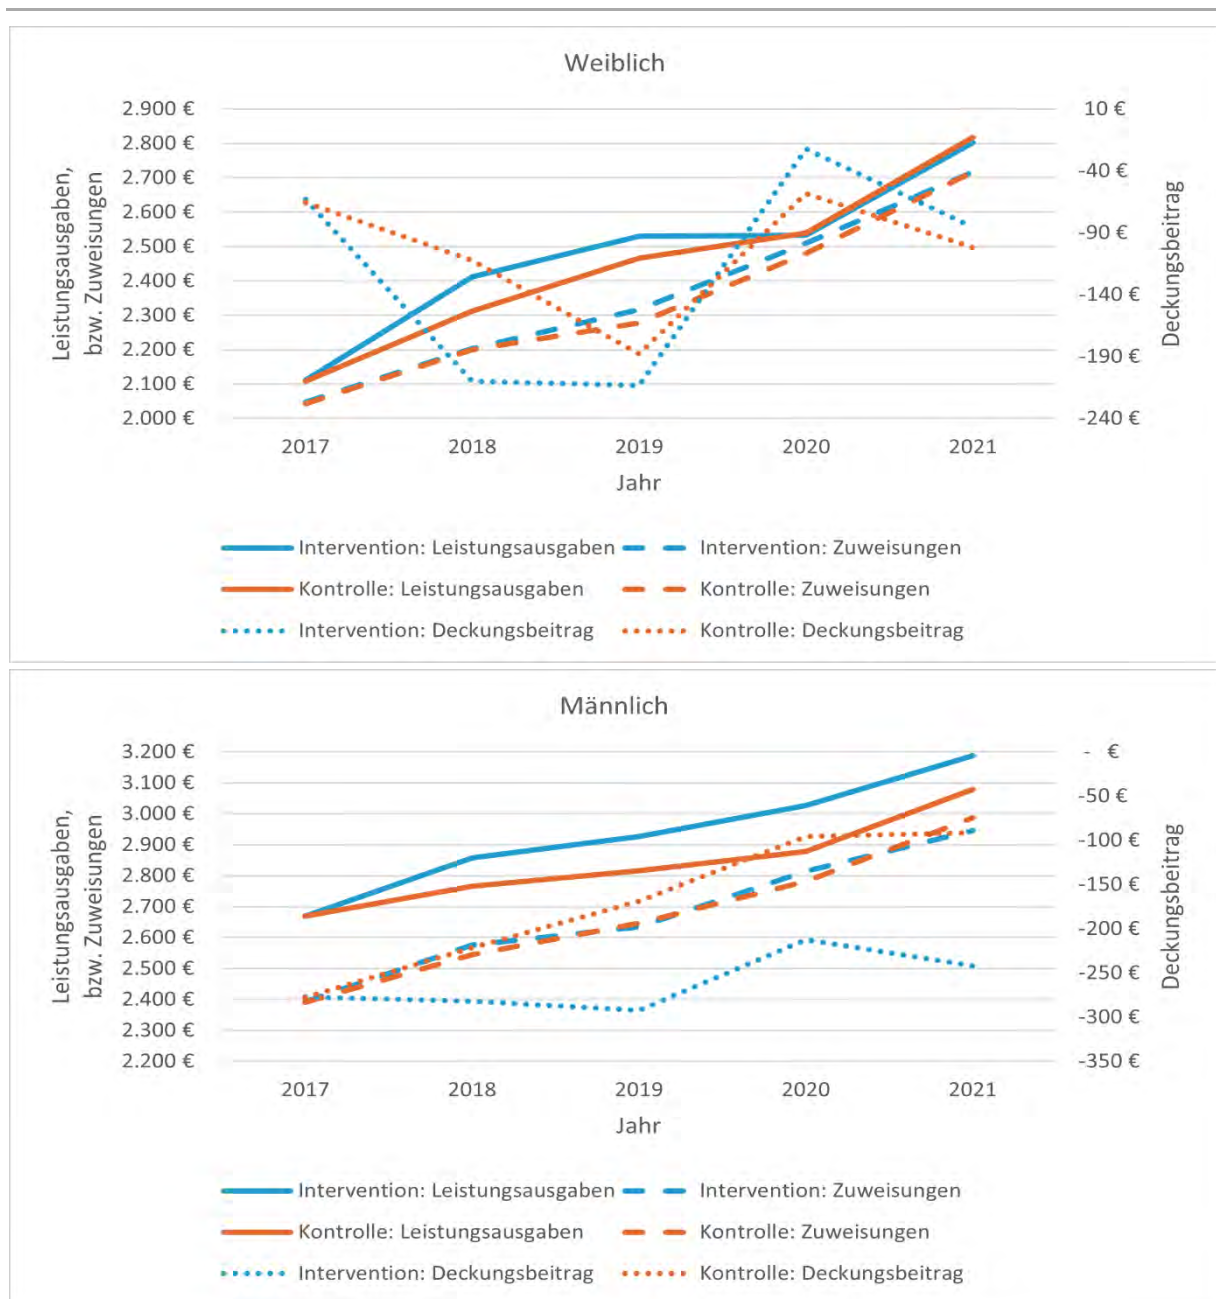 Weiblich
2.900 €
2.800 €
2.700 €
2.600 €
2.500 €
2.400 €
2.300 €
2.200 €
2.100 €
2.000 €
Leistungsausgaben,
bzw. Zuweisungen
10 €
-40 €
-90 €
-140 €
-190 €
-240 €
Deckungsbeitrag
2017 2018 2019 2020 2021
Jahr
Intervention: Leistungsausgaben Intervention: Zuweisungen
Kontrolle: Leistungsausgaben Kontrolle: Zuweisungen
Intervention: Deckungsbeitrag Kontrolle: Deckungsbeitrag
Männlich
3.200 €
3.100 €
3.000 €
2.900 €
2.800 €
2.700 €
2.600 €
2.500 €
2.400 €
2.300 €
2.200 €
Leistungsausgaben,
bzw. Zuweisungen
- €
-50 €
-100 €
-150 €
-200 €
-250 €
-300 €
-350 €
Deckungsbeitrag
2017 2018 2019 2020 2021
Jahr
Intervention: Leistungsausgaben Intervention: Zuweisungen
Kontrolle: Leistungsausgaben Kontrolle: Zuweisungen
Intervention: Deckungsbeitrag Kontrolle: Deckungsbeitrag